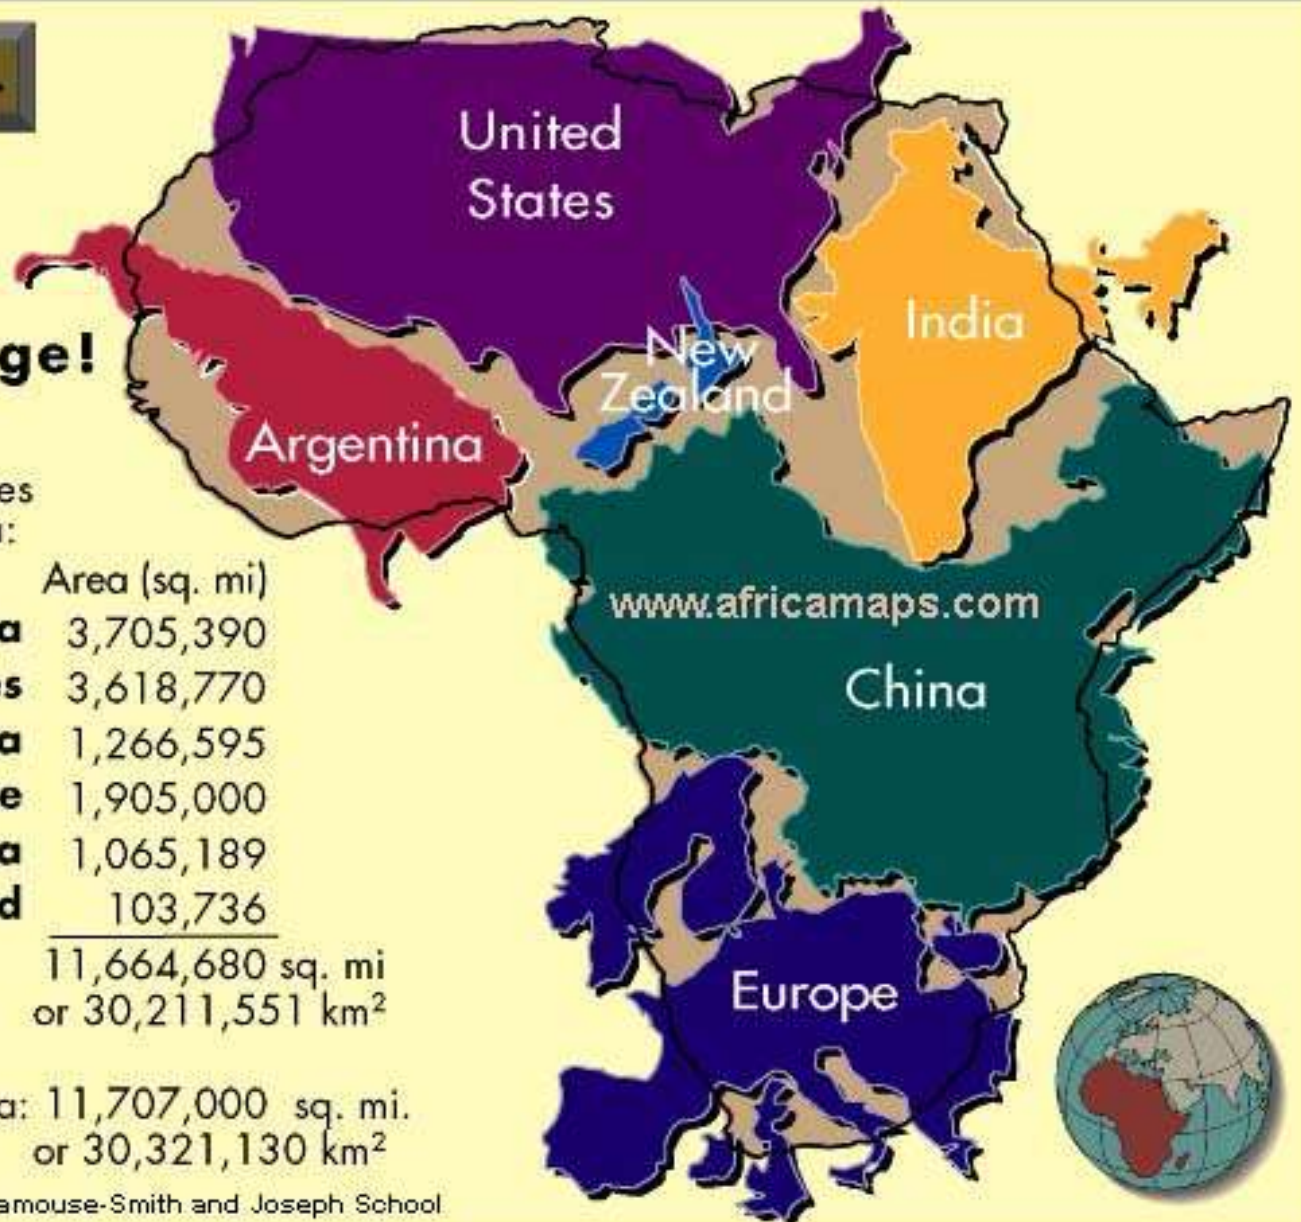 United
States
ge!
New
Zealand
India
Argentina
es
a:
Area (sq. mi)
a 3,705,390
s 3,618,770
a 1,266,595
e 1,905,000
a 1,065,189
d 103,736
11,664,680 sq. mi
or 30,211,551 km²
a: 11,707,000 sq. mi.
or 30,321,130 km²
www.africamaps.com
China
Europe
amouse-Smith and Joseph School